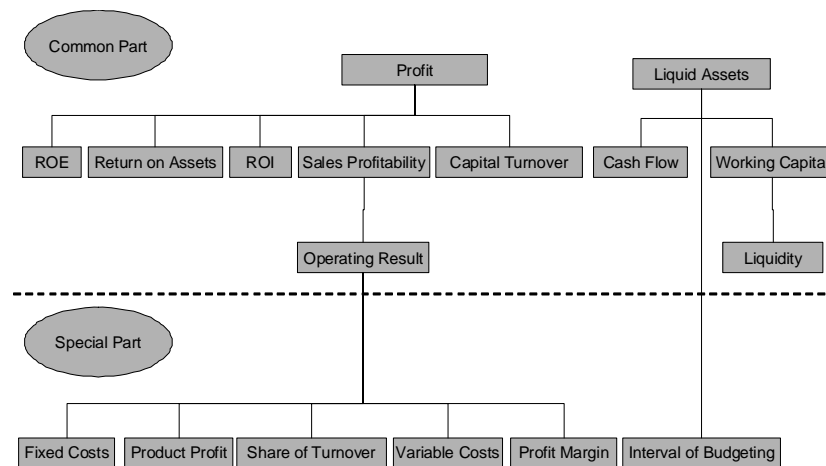 Common Part
Profit
Liquid Assets
ROE
Return on Assets
ROI
Sales Profitability
Capital Turnover
Cash Flow
Working Capital
Operating Result
Liquidity
Special Part
Fixed Costs
Product Profit
Share of Turnover
Variable Costs
Profit Margin
Interval of Budgeting